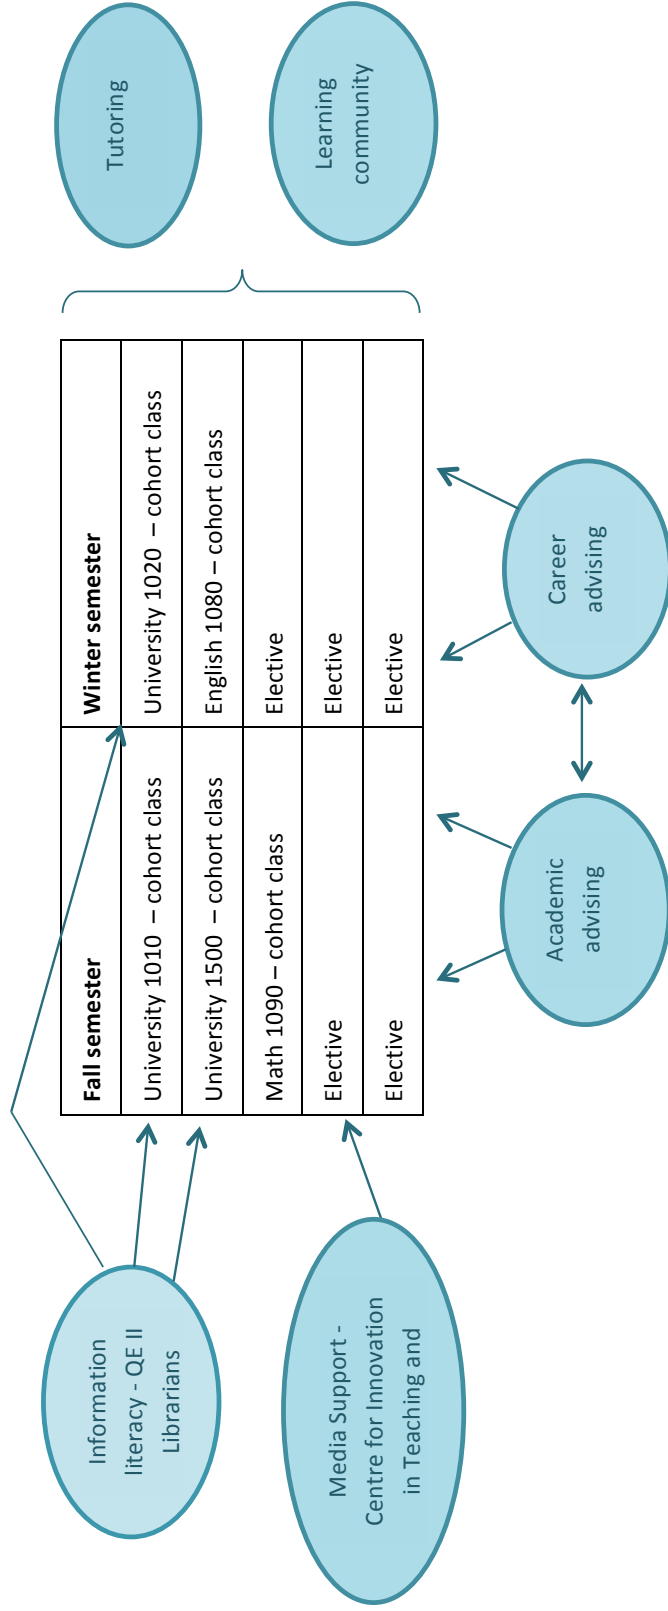 Information
literacy - QE II
Librarians
Media Support -
Centre for Innovation
in Teaching and
Fall semester
Winter semester
University 1010 – cohort class
University 1020 – cohort class
University 1500 – cohort class
English 1080 – cohort class
Math 1090 – cohort class
Elective
Elective
Elective
Elective
Elective
Tutoring
Learning
community
Academic
advising
Career
advising